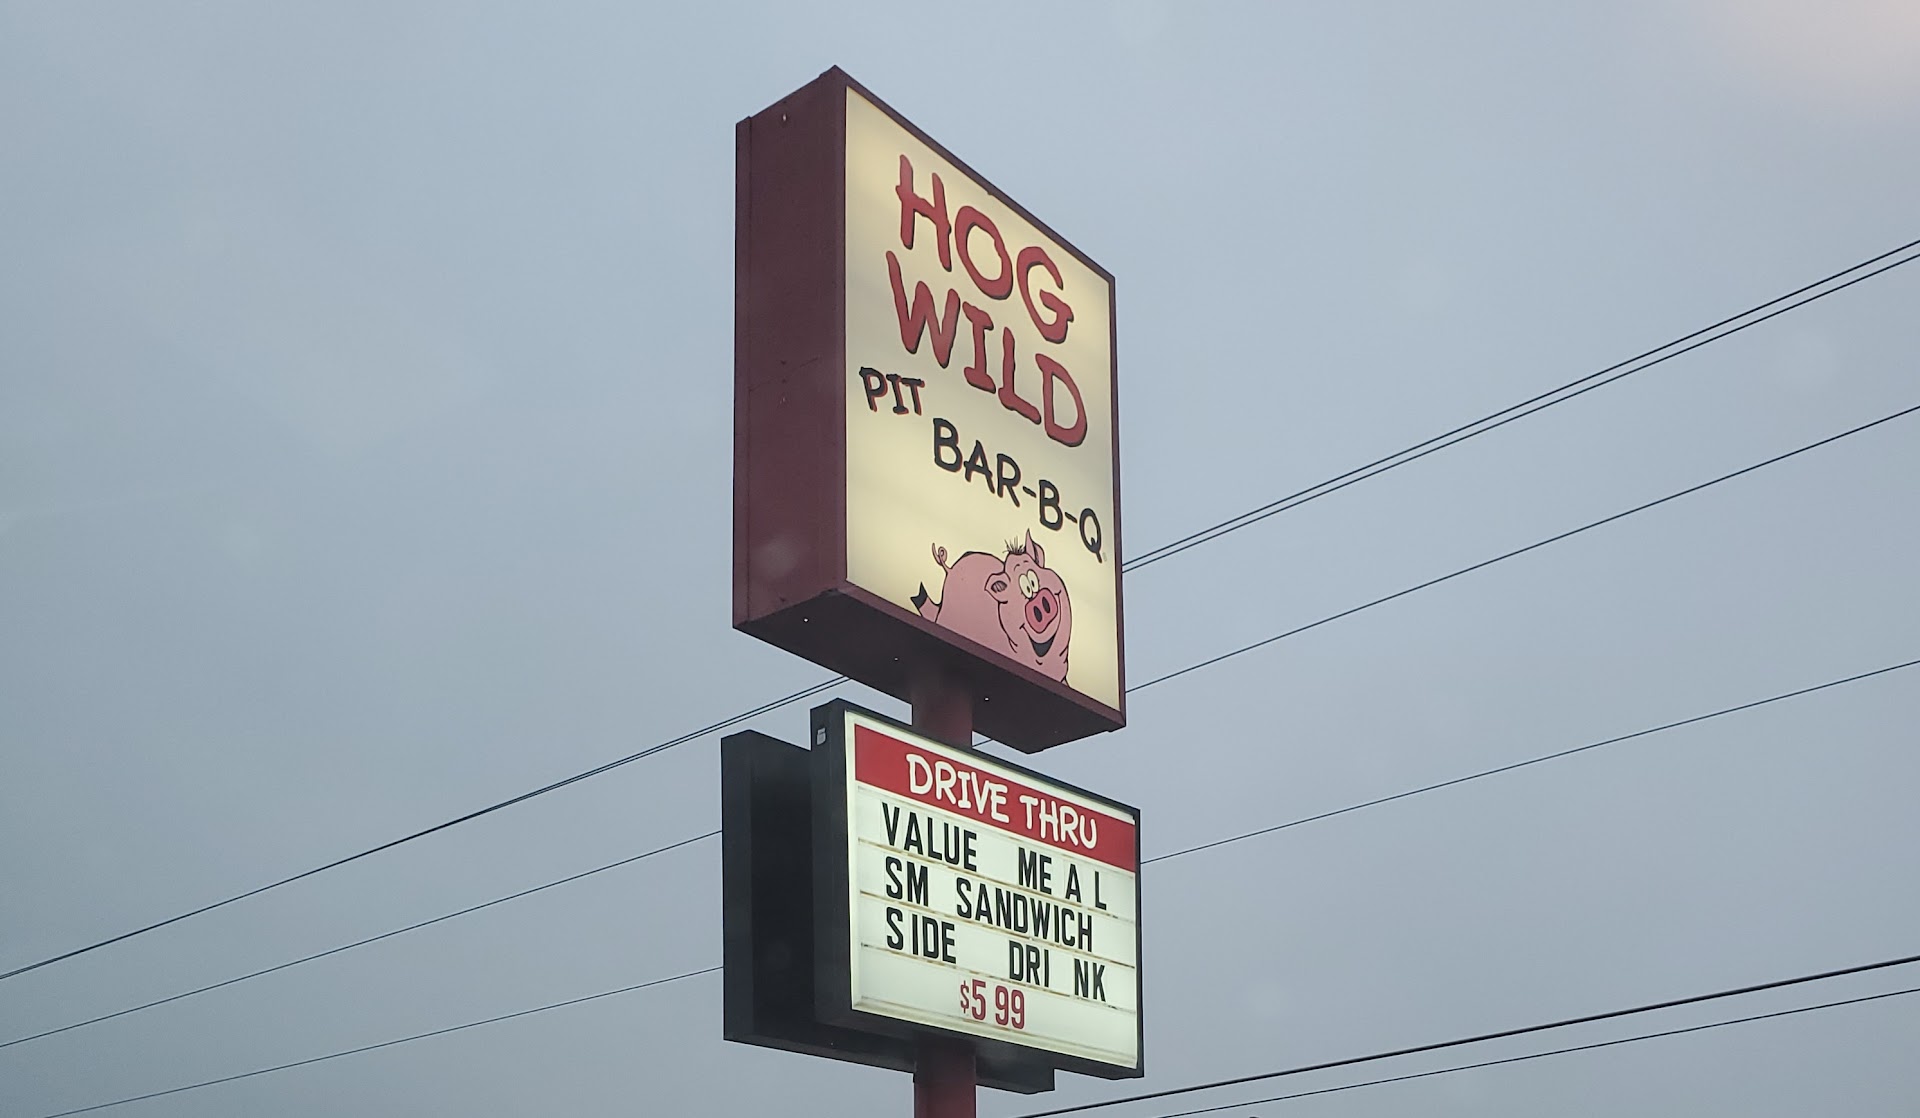 HOG
WILD
PIT
BAR-B-Q
DRIVE THRU
VALUE MEAL
SM SANDWICH
SIDE DRINK
$5 99